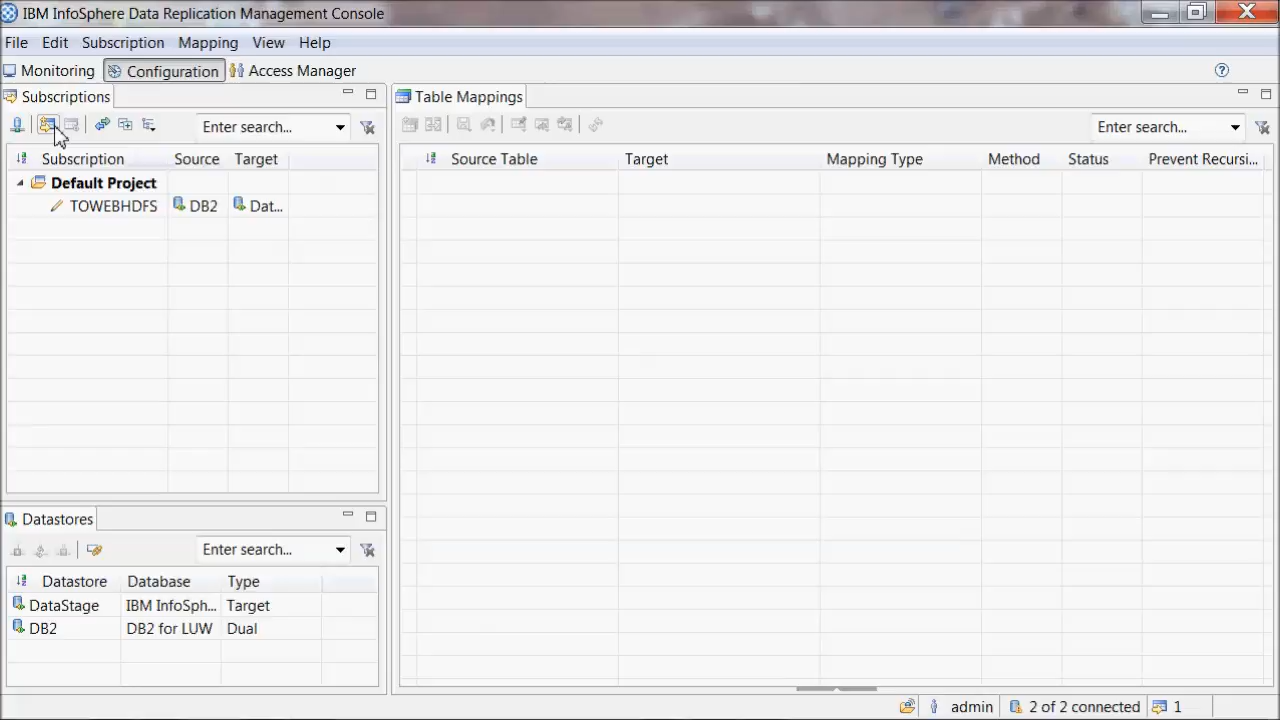 IBM InfoSphere Data Replication Management Console
File Edit Subscription Mapping View Help
Monitoring Configuration Access Manager
Subscriptions
Enter search...
Subscription Source Target
Default Project
TOWEBHDFS DB2 Dat...
Datastores
Enter search...
Datastore Database Type
DataStage IBM InfoSph... Target
DB2 DB2 for LUW Dual
Table Mappings
Enter search...
Source Table Target Mapping Type Method Status Prevent Recursi...
admin 2 of 2 connected 1